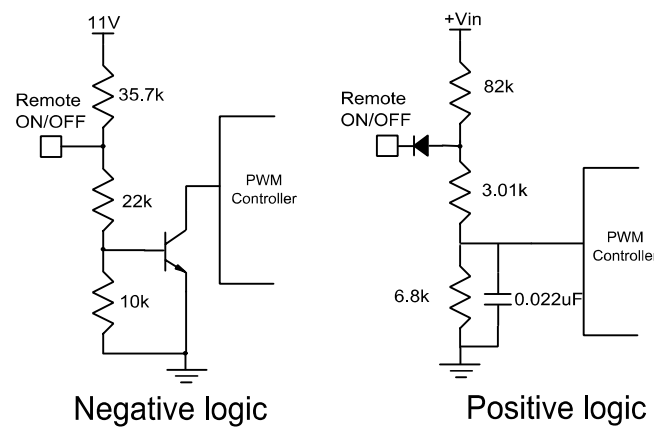 11V
35.7k
Remote
ON/OFF
22k
PWM
Controller
10k
Negative logic
+Vin
82k
Remote
ON/OFF
3.01k
PWM
Controlle
6.8k
0.022uF
Positive logic